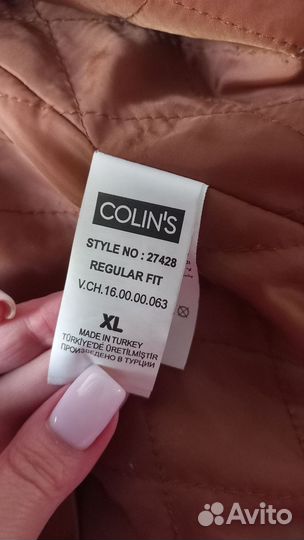 COLIN'S
STYLE NO : 27428
REGULAR FIT
V.CH.16.00.00.063
XL
MADE IN TURKEY
TÜRKİYE'DE ÜRETİLMİŞTİR
ПРОИЗВЕДЕНО В ТУРЦИИ
Avito